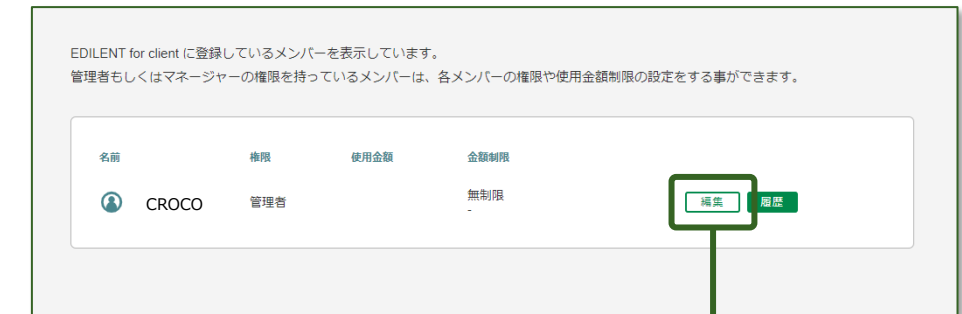 EDILENT for client に登録しているメンバーを表示しています。
管理者もしくはマネージャーの権限を持っているメンバーは、各メンバーの権限や使用金額制限の設定をする事ができます。
名前 権限 使用金額 金額制限
CROCO 管理者 無制限 編集 履歴
-